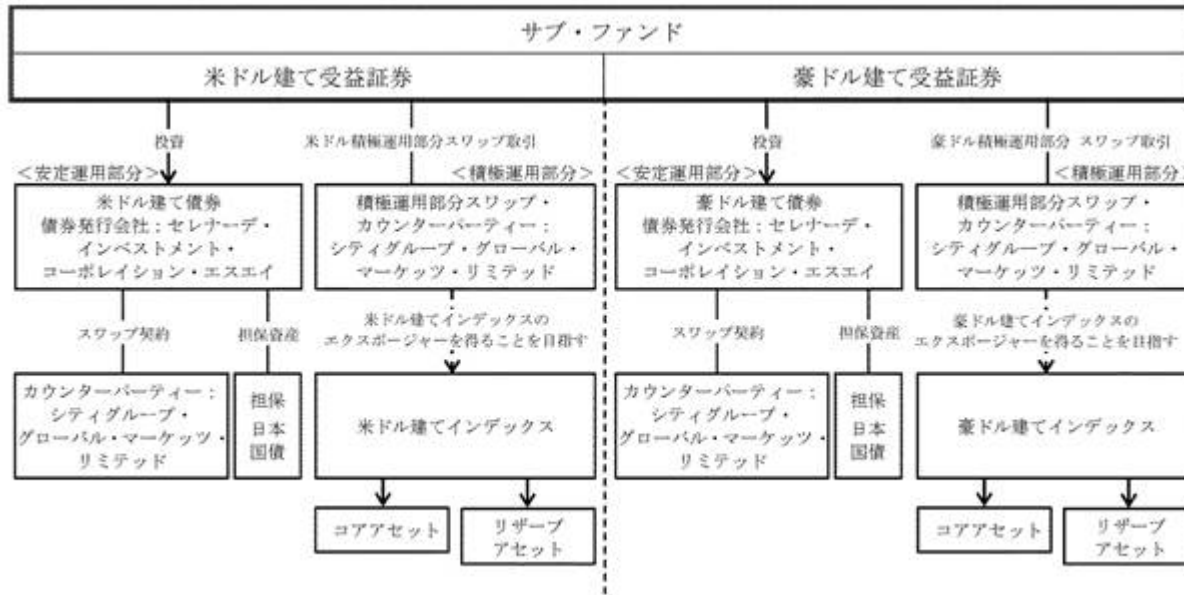 サブ・ファンド
米ドル建て受益証券
豪ドル建て受益証券
投資
米ドル積極運用部分スワップ取引
＜安定運用部分＞
＜積極運用部分＞
米ドル建て債券
債券発行会社：セレナーデ・
インベストメント・
コーポレイション・エスエイ
積極運用部分スワップ・
カウンターパーティー：
シティグループ・グローバル・
マーケッツ・リミテッド
スワップ契約
担保資産
米ドル建てインデックスの
エクスポージャーを得ることを目指す
カウンターパーティー：
シティグループ・
グローバル・マーケッツ・
リミテッド
担保
日本
国債
米ドル建てインデックス
コアアセット
リザーブ
アセット
投資
豪ドル積極運用部分 スワップ取引
＜安定運用部分＞
＜積極運用部分＞
豪ドル建て債券
債券発行会社：セレナーデ・
インベストメント・
コーポレイション・エスエイ
積極運用部分スワップ・
カウンターパーティー：
シティグループ・グローバル・
マーケッツ・リミテッド
スワップ契約
担保資産
豪ドル建てインデックスの
エクスポージャーを得ることを目指す
カウンターパーティー：
シティグループ・
グローバル・マーケッツ・
リミテッド
担保
日本
国債
豪ドル建てインデックス
コアアセット
リザーブ
アセット